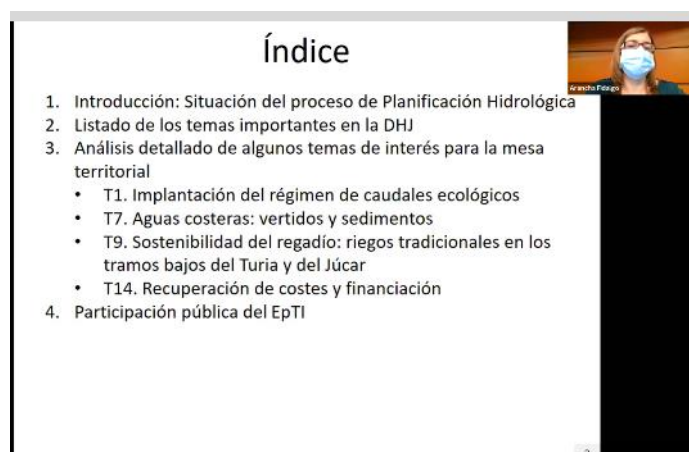 Índice
Arancha Fidalgo
1. Introducción: Situación del proceso de Planificación Hidrológica
2. Listado de los temas importantes en la DHJ
3. Análisis detallado de algunos temas de interés para la mesa
territorial
• T1. Implantación del régimen de caudales ecológicos
• T7. Aguas costeras: vertidos y sedimentos
• T9. Sostenibilidad del regadío: riegos tradicionales en los
tramos bajos del Turia y del Júcar
• T14. Recuperación de costes y financiación
4. Participación pública del EpTI